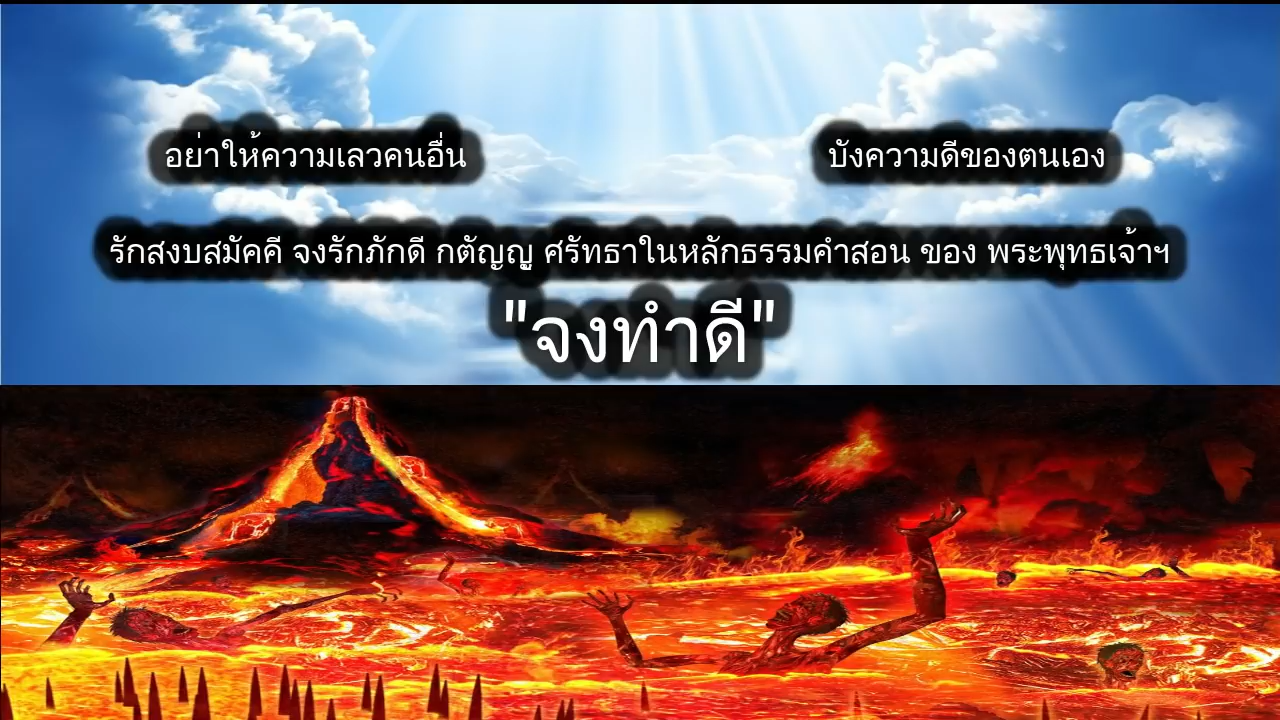 อย่าให้ความเลวคนอื่น บังความดีของตนเอง
รักสงบสมัคคี จงรักภักดี กตัญญู ศรัทธาในหลักธรรมคำสอน ของ พระพุทธเจ้าฯ
"จงทำดี"